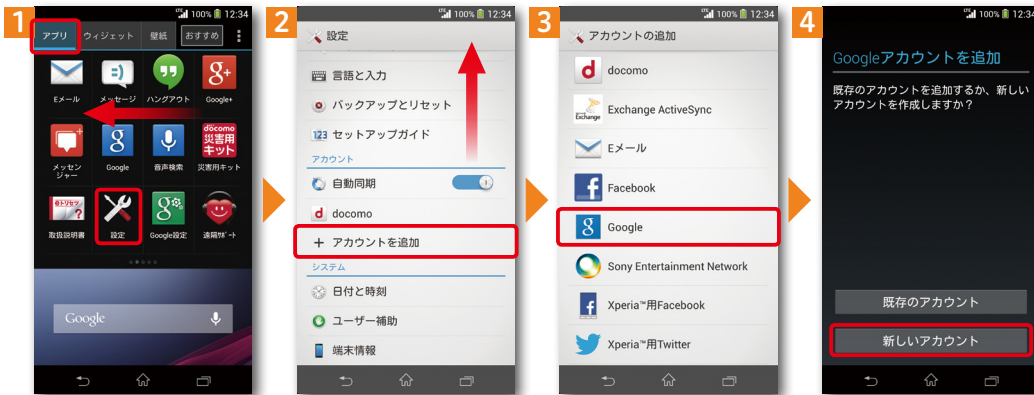 1
100% 12:34
アプリ ウィジェット 壁紙 おすすめ
Eメール メッセージ ハングアウト Google+
メッセン
ジャー
Google 音声検索 災害用キット
docomo
災害用
キット
取扱説明書 設定 Google設定 遠隔ｻﾎﾟｰﾄ
Google
2
100% 12:34
設定
言語と入力
バックアップとリセット
123 セットアップガイド
アカウント
自動同期
d docomo
+ アカウントを追加
システム
日付と時刻
ユーザー補助
端末情報
3
100% 12:34
アカウントの追加
d docomo
Exchange Exchange ActiveSync
Eメール
f Facebook
8 Google
Sony Entertainment Network
f Xperia™用Facebook
Xperia™用Twitter
4
100% 12:34
Googleアカウントを追加
既存のアカウントを追加するか、新しい
アカウントを作成しますか？
既存のアカウント
新しいアカウント